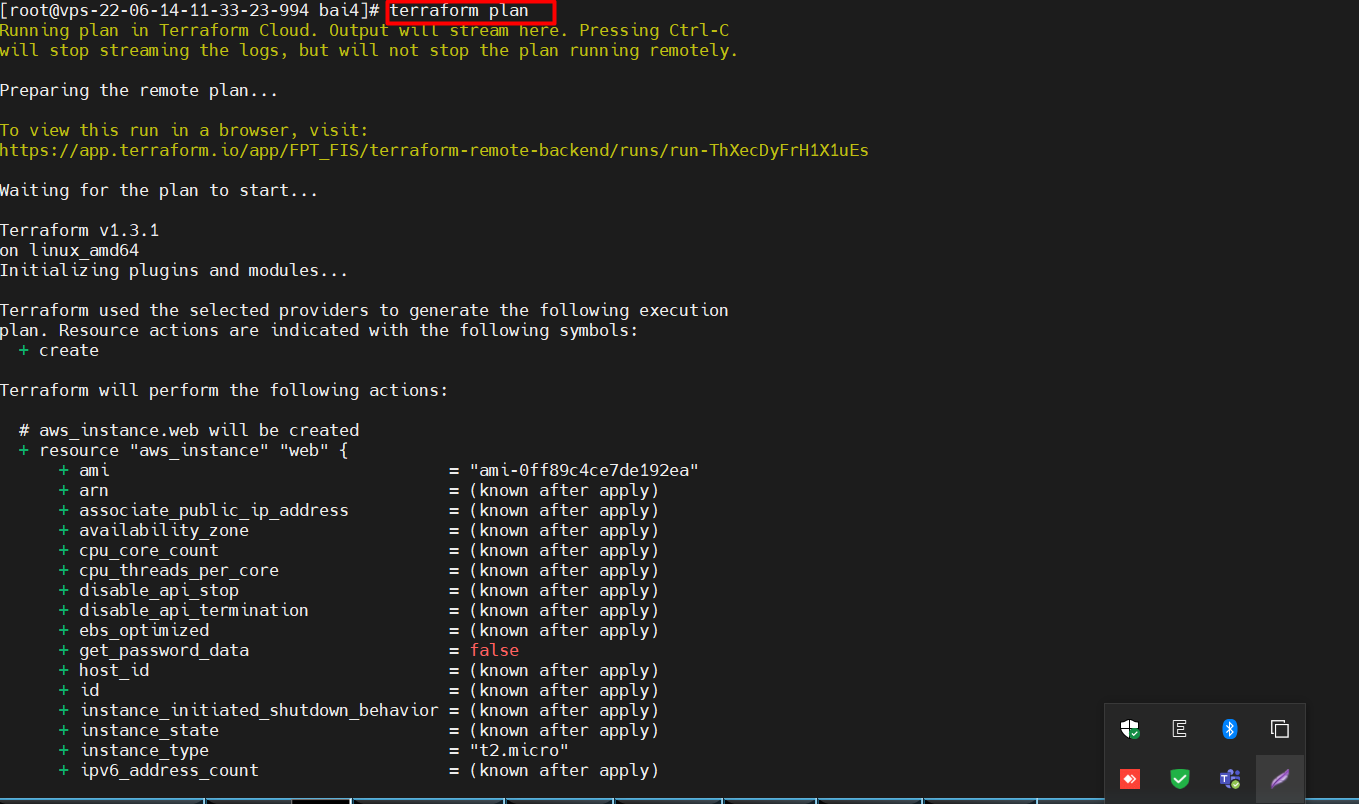 [root@vps-22-06-14-11-33-23-994 bai4]# terraform plan
Running plan in Terraform Cloud. Output will stream here. Pressing Ctrl-C
will stop streaming the logs, but will not stop the plan running remotely.
Preparing the remote plan...
To view this run in a browser, visit:
https://app.terraform.io/app/FPT_FIS/terraform-remote-backend/runs/run-ThXecDyFrH1X1uEs
Waiting for the plan to start...
Terraform v1.3.1
on linux_amd64
Initializing plugins and modules...
Terraform used the selected providers to generate the following execution
plan. Resource actions are indicated with the following symbols:
  + create
Terraform will perform the following actions:
  # aws_instance.web will be created
  + resource "aws_instance" "web" {
      + ami                                  = "ami-0ff89c4ce7de192ea"
      + arn                                  = (known after apply)
      + associate_public_ip_address          = (known after apply)
      + availability_zone                    = (known after apply)
      + cpu_core_count                       = (known after apply)
      + cpu_threads_per_core                 = (known after apply)
      + disable_api_stop                     = (known after apply)
      + disable_api_termination              = (known after apply)
      + ebs_optimized                        = (known after apply)
      + get_password_data                    = false
      + host_id                              = (known after apply)
      + id                                   = (known after apply)
      + instance_initiated_shutdown_behavior = (known after apply)
      + instance_state                       = (known after apply)
      + instance_type                        = "t2.micro"
      + ipv6_address_count                   = (known after apply)